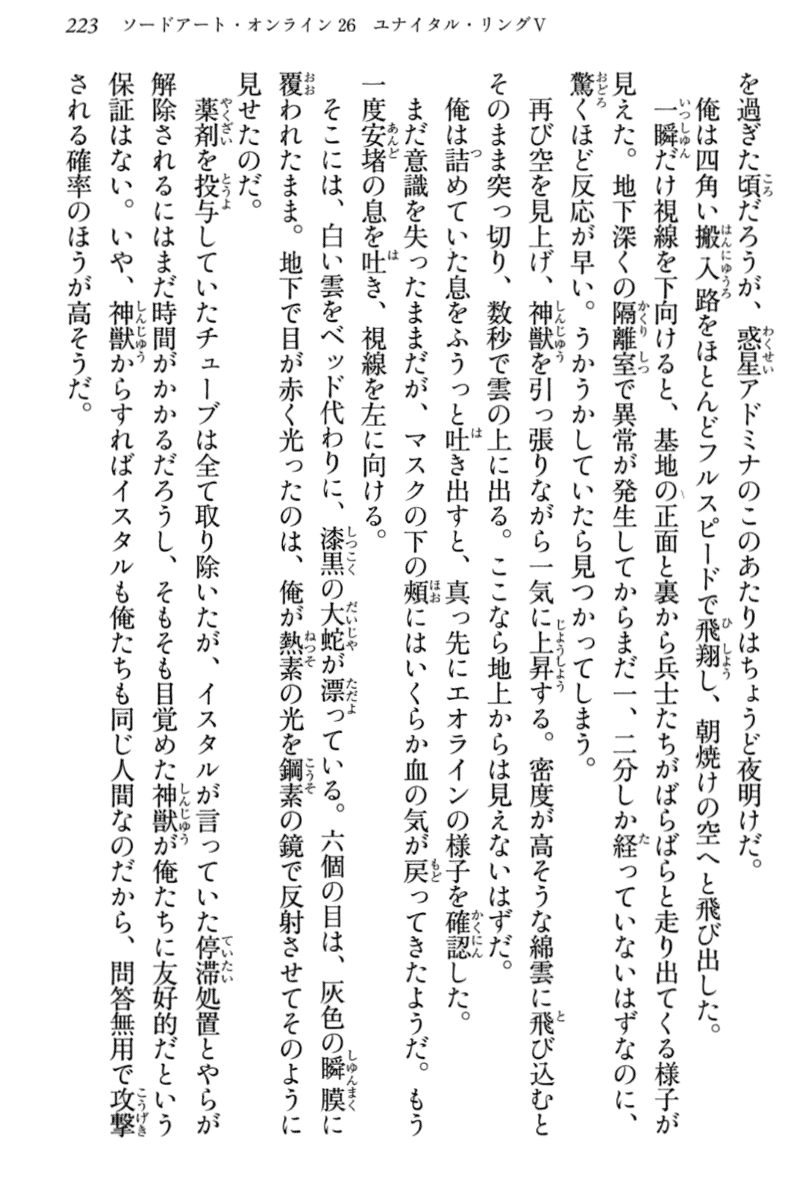 223 ソードアート・オンライン26 ユナイタル・リングⅤ
を過ぎた頃だろうが、惑星アドミナのこのあたりはちょうど夜明けだ。
俺は四角い搬入路をほとんどフルスピードで飛翔し、朝焼けの空へと飛び出した。
一瞬だけ視線を下向けると、基地の正面と裏から兵士たちがばらばらと走り出てくる様子が
見えた。地下深くの隔離室で異常が発生してからまだ一、二分しか経っていないはずなのに、
驚くほど反応が早い。うかうかしていたら見つかってしまう。
再び空を見上げ、神獣を引っ張りながら一気に上昇する。密度が高そうな綿雲に飛び込むと
そのまま突っ切り、数秒で雲の上に出る。ここなら地上からは見えないはずだ。
俺は詰めていた息をふうっと吐き出すと、真っ先にエオラインの様子を確認した。
まだ意識を失ったままだが、マスクの下の頰にはいくらか血の気が戻ってきたようだ。もう
一度安堵の息を吐き、視線を左に向ける。
そこには、白い雲をベッド代わりに、漆黒の大蛇が漂っている。六個の目は、灰色の瞬膜に
覆われたまま。地下で目が赤く光ったのは、俺が熱素の光を鋼素の鏡で反射させてそのように
見せたのだ。
薬剤を投与していたチューブは全て取り除いたが、イスタルが言っていた停滞処置とやらが
解除されるにはまだ時間がかかるだろうし、そもそも目覚めた神獣が俺たちに友好的だという
保証はない。いや、神獣からすればイスタルも俺たちも同じ人間なのだから、問答無用で攻撃
される確率のほうが高そうだ。